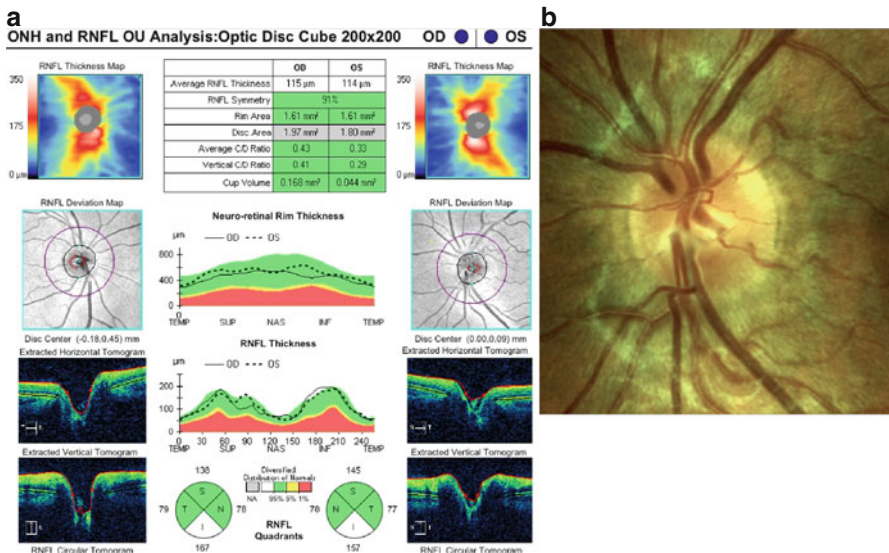 a
b
ONH and RNFL OU Analysis:Optic Disc Cube 200x200 OD OS
RNFL Thickness Map
350
175
0 µm
OD OS
Average RNFL Thickness 115 µm 114 µm
RNFL Symmetry 91%
Rim Area 1.61 mm² 1.61 mm²
Disc Area 1.97 mm² 1.80 mm²
Average C/D Ratio 0.43 0.33
Vertical C/D Ratio 0.41 0.29
Cup Volume 0.168 mm³ 0.044 mm³
RNFL Thickness Map
350
175
0 µm
RNFL Deviation Map
Disc Center (-0.18,0.45) mm
Neuro-retinal Rim Thickness
µm OD OS
800
400
0
0
TEMP SUP NAS INF TEMP
RNFL Deviation Map
Disc Center (0.00,0.09) mm
Extracted Horizontal Tomogram
RNFL Thickness
µm OD OS
200
100
0
0 30 60 90 120 150 180 210 240
TEMP SUP NAS INF TEMP
Extracted Horizontal Tomogram
Extracted Vertical Tomogram
RNFL Circular Tomogram
138
S
79 T N 78
I
167
Diversified
Distribution of Normals
NA 95% 5% 1%
RNFL
Quadrants
145
S
78 N T 77
I
157
Extracted Vertical Tomogram
RNFL Circular Tomogram